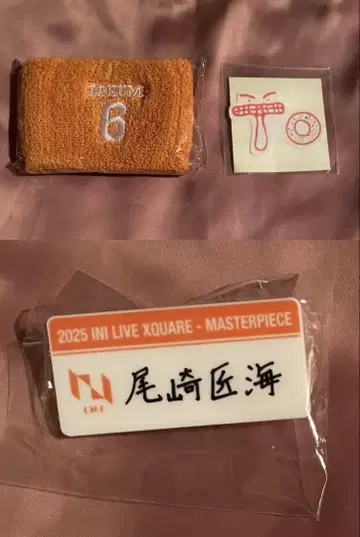 TAKUMI
6
2025 INI LIVE XQUARE - MASTERPIECE
INI
尾崎匠海